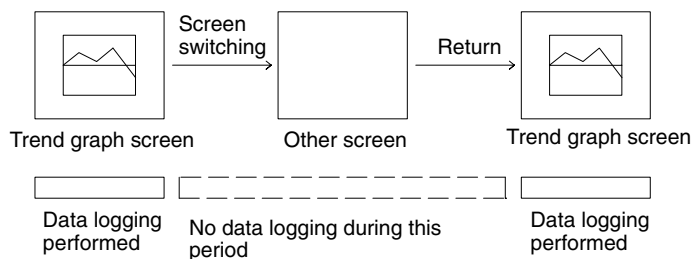 Screen
switching
Return
Trend graph screen
Other screen
Trend graph screen
Data logging
performed
No data logging during this
period
Data logging
performed